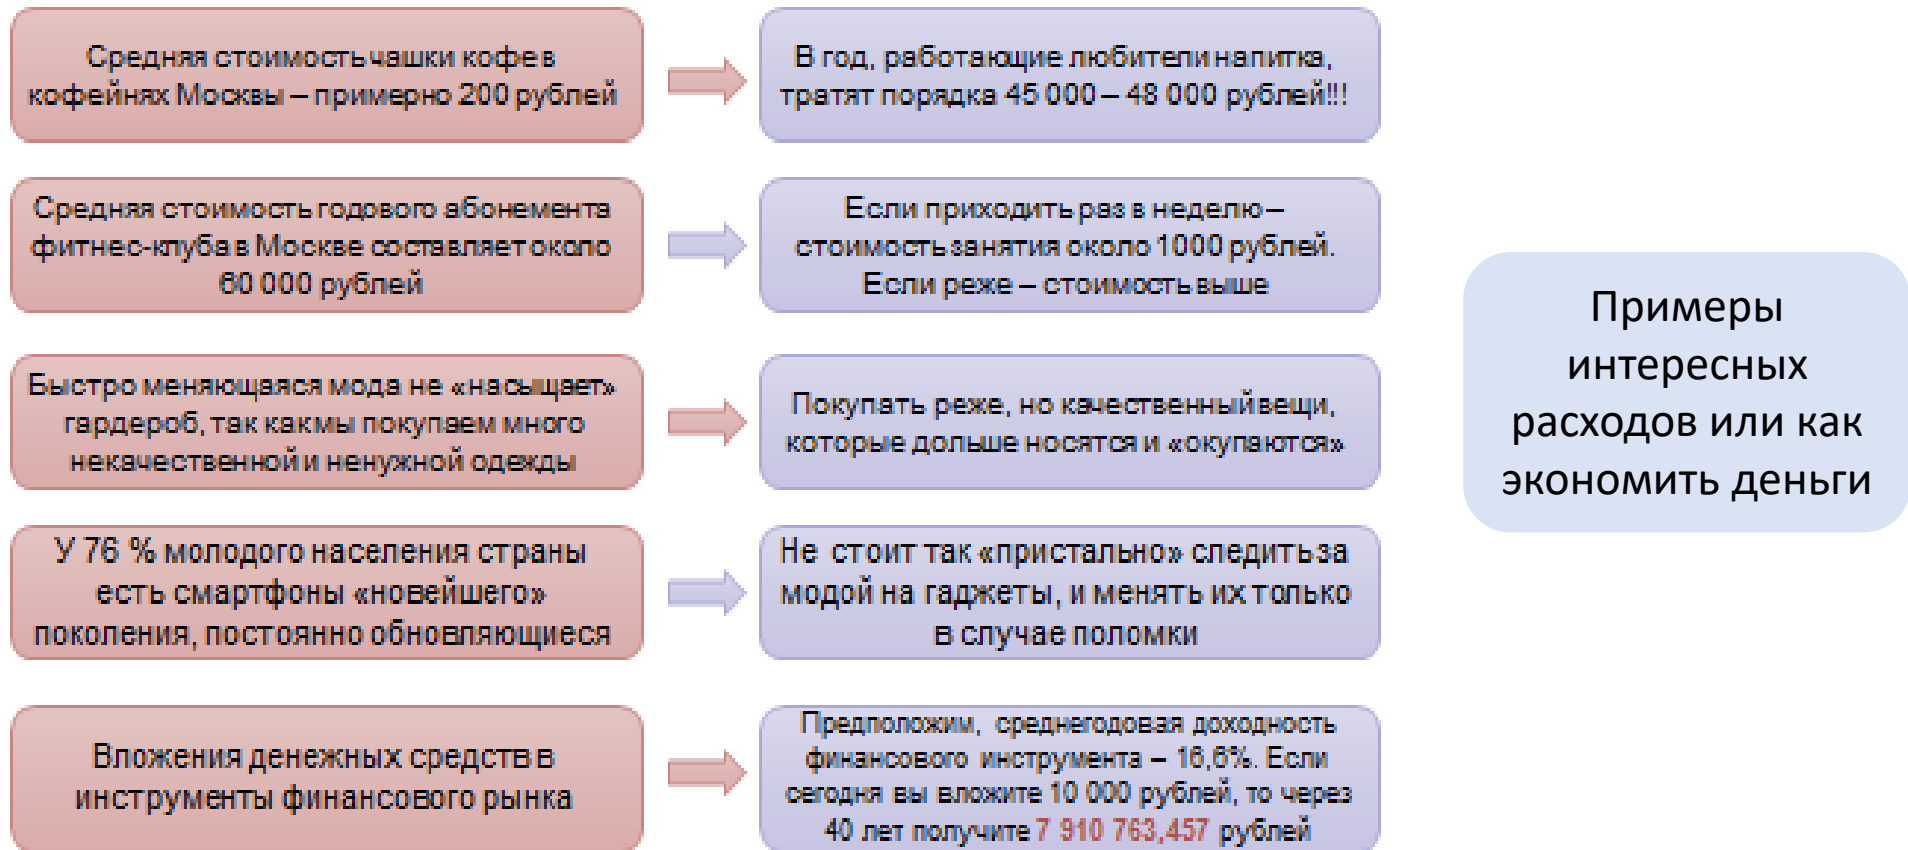 Средняя стоимость чашки кофе в
кофейнях Москвы – примерно 200 рублей
В год, работающие любители напитка,
тратят порядка 45 000 – 48 000 рублей!!!
Средняя стоимость годового абонемента
фитнес-клуба в Москве составляет около
60 000 рублей
Если приходить раз в неделю –
стоимость занятия около 1000 рублей.
Если реже – стоимость выше
Быстро меняющаяся мода не «насыщает»
гардероб, так как мы покупаем много
некачественной и ненужной одежды
Покупать реже, но качественный вещи,
которые дольше носятся и «окупаются»
У 76 % молодого населения страны
есть смартфоны «новейшего»
поколения, постоянно обновляющиеся
Не стоит так «пристально» следить за
модой на гаджеты, и менять их только
в случае поломки
Вложения денежных средств в
инструменты финансового рынка
Предположим, среднегодовая доходность
финансового инструмента – 16,6%. Если
сегодня вы вложите 10 000 рублей, то через
40 лет получите 7 910 763,457 рублей
Примеры
интересных
расходов или как
экономить деньги